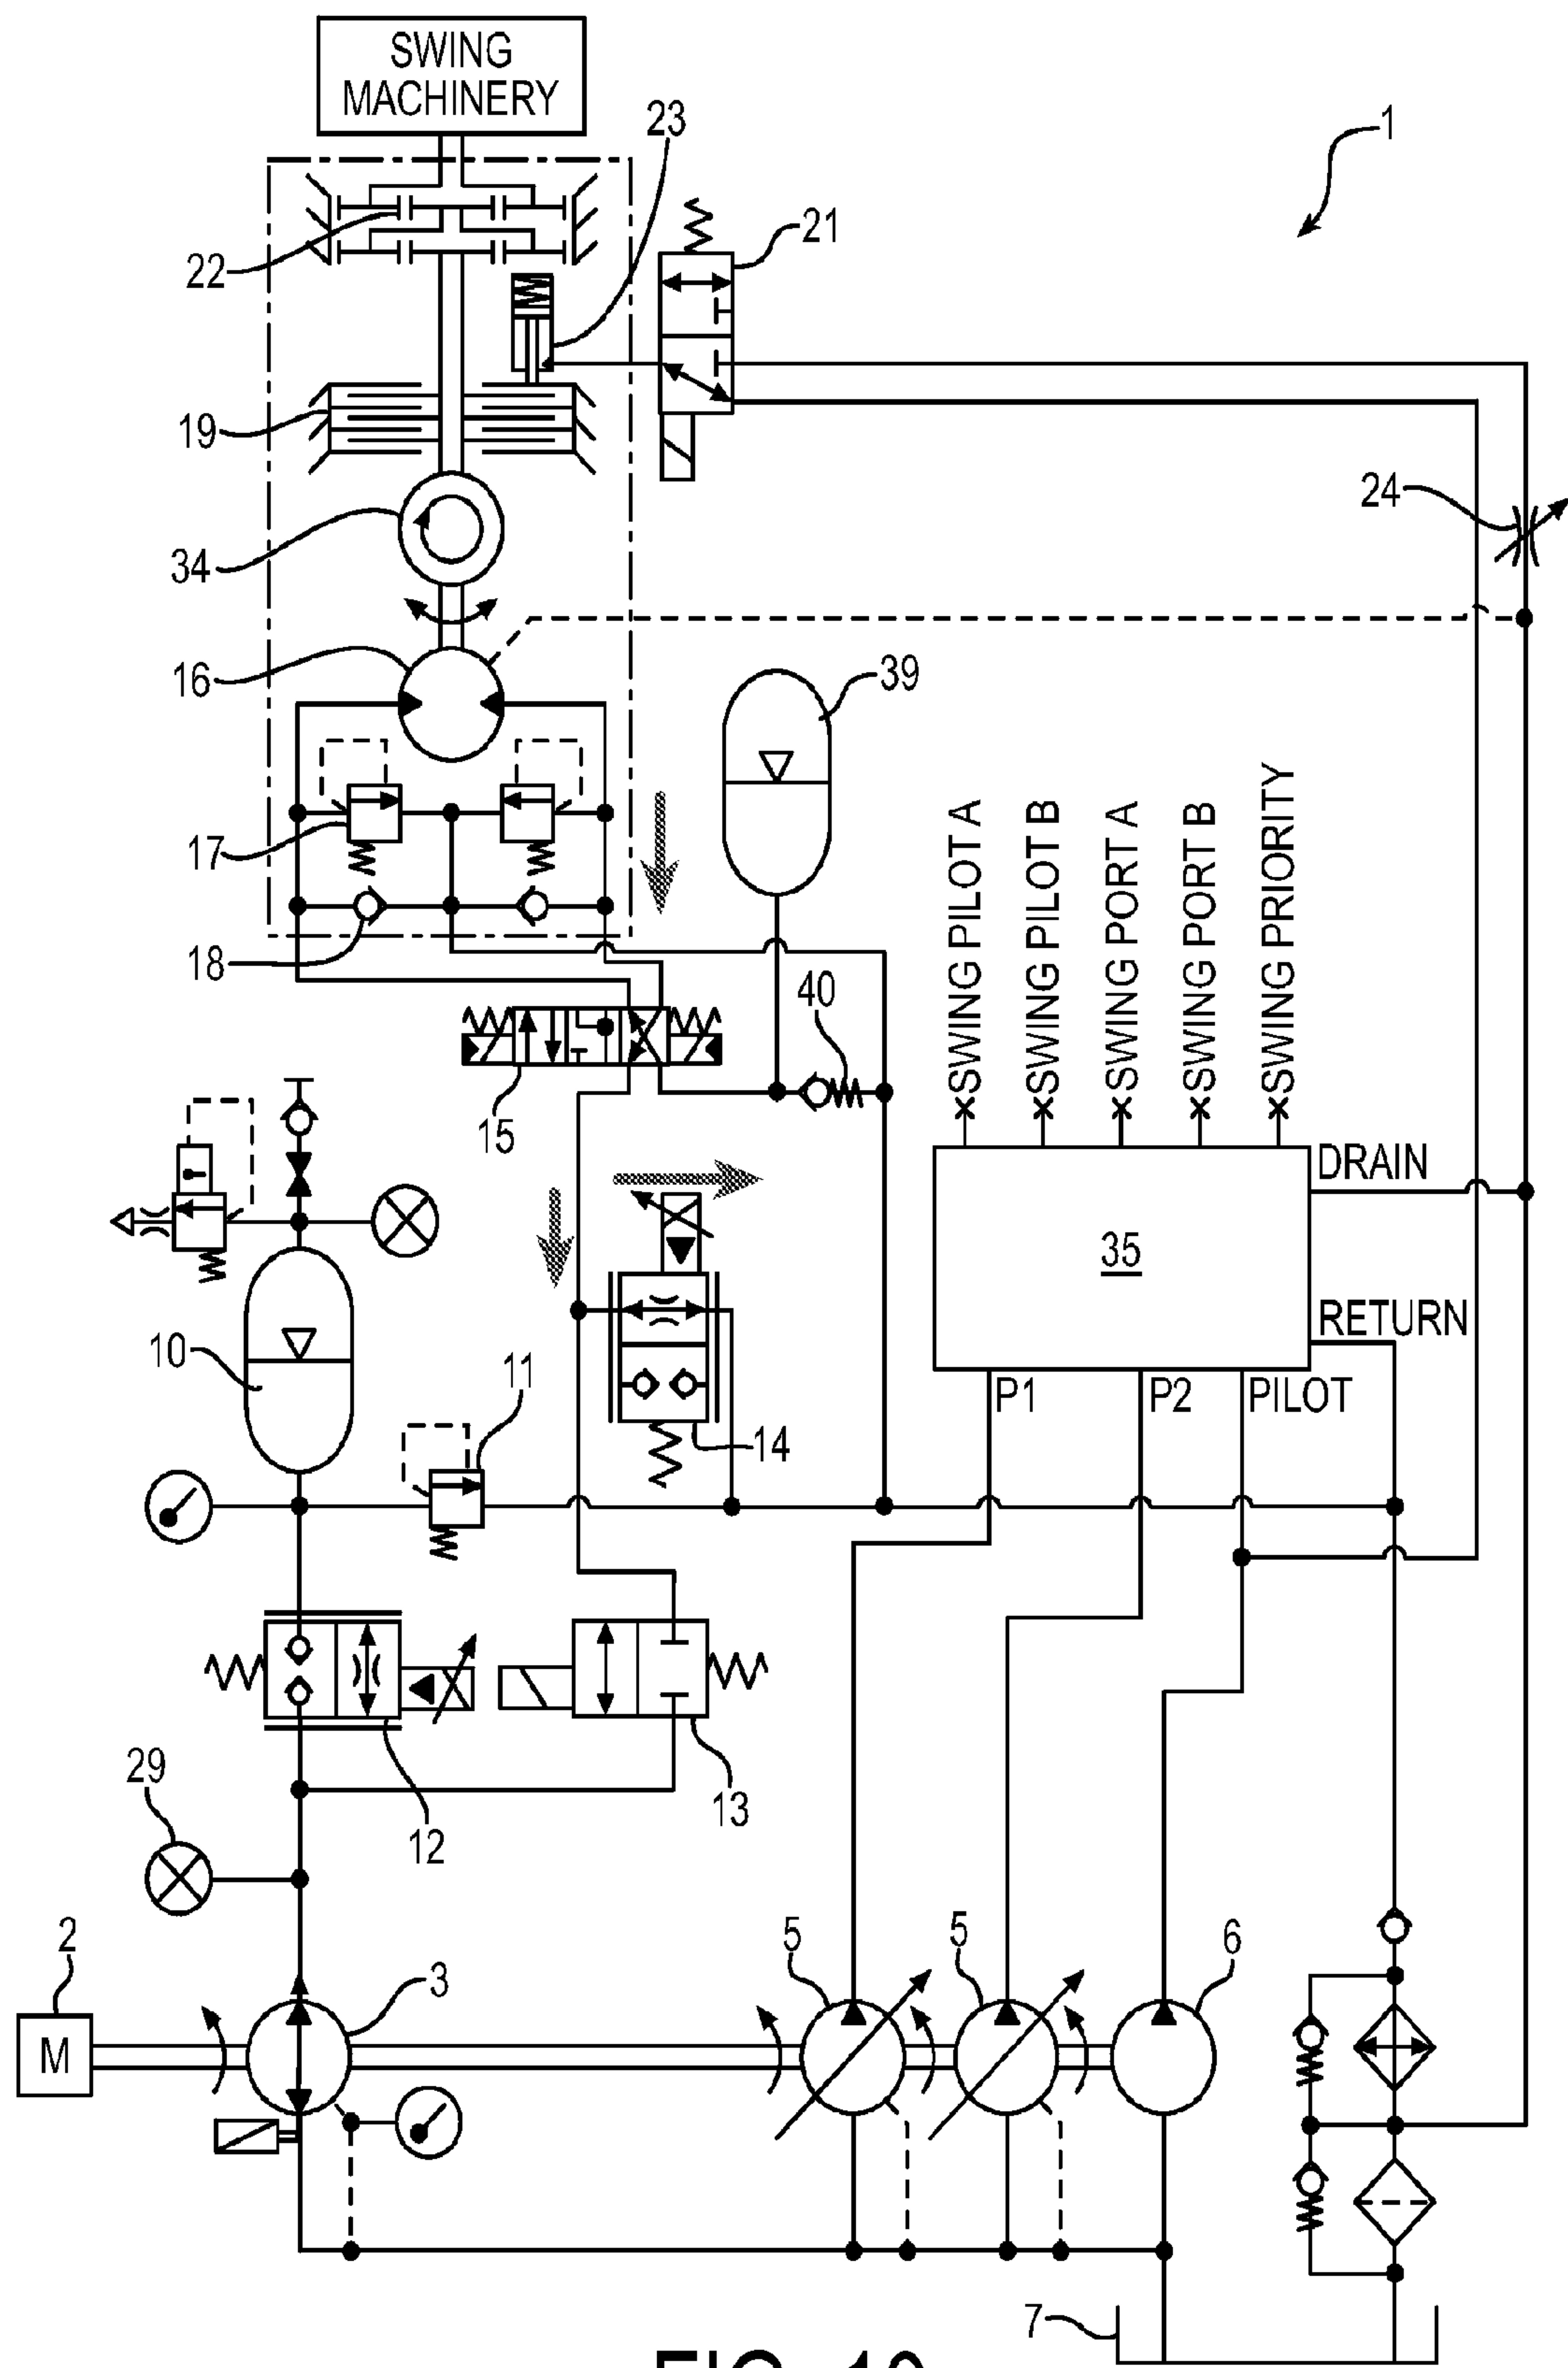 SWING
MACHINERY
23
1
21
22
19
24
34
16
39
17
18
SWING PILOT A
SWING PILOT B
SWING PORT A
SWING PORT B
SWING PRIORITY
40
15
DRAIN
35
10
RETURN
11
P1
P2
PILOT
14
29
13
12
2
3
5
5
6
M
7